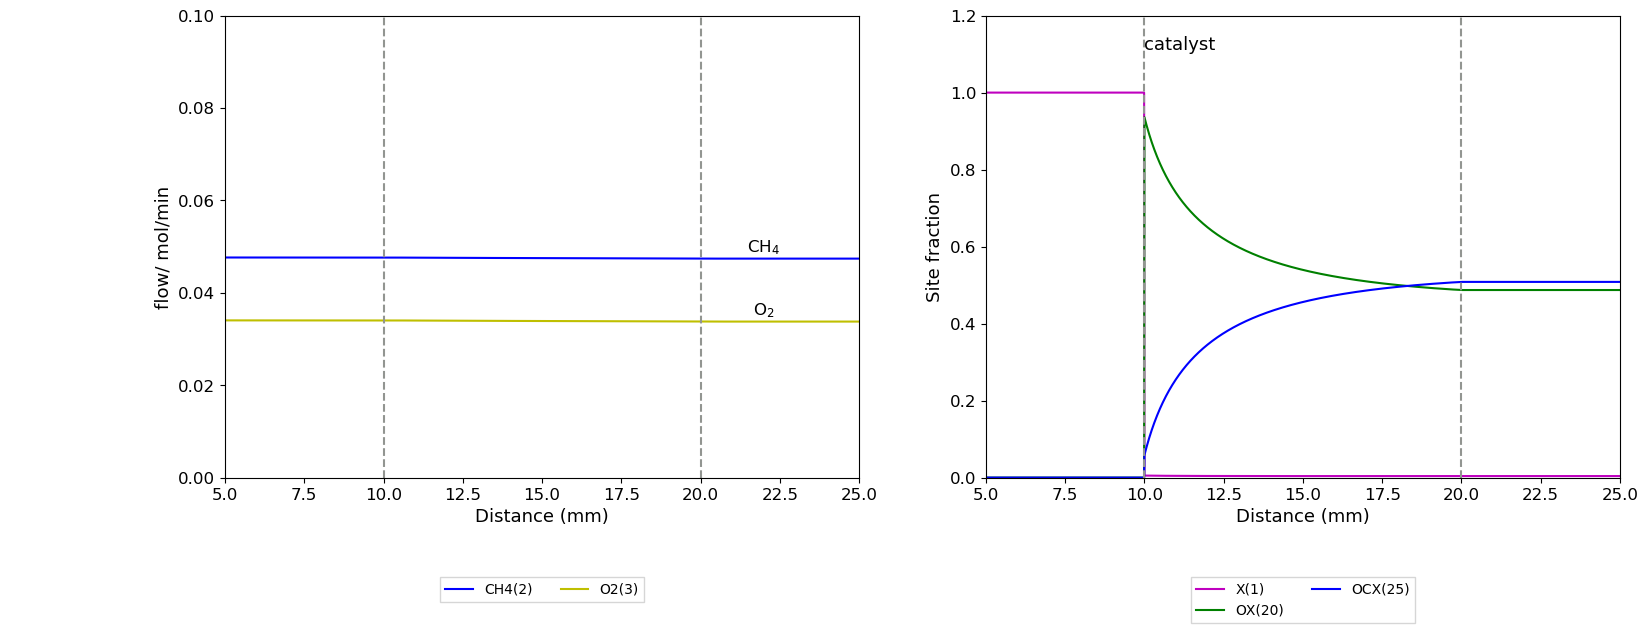 0.10
0.08
0.06
0.04
0.02
0.00
flow/ mol/min
CH4
O2
5.0 7.5 10.0 12.5 15.0 17.5 20.0 22.5 25.0
Distance (mm)
CH4(2) O2(3)
1.2
1.0
0.8
0.6
0.4
0.2
0.0
Site fraction
catalyst
5.0 7.5 10.0 12.5 15.0 17.5 20.0 22.5 25.0
Distance (mm)
X(1) OCX(25)
OX(20)